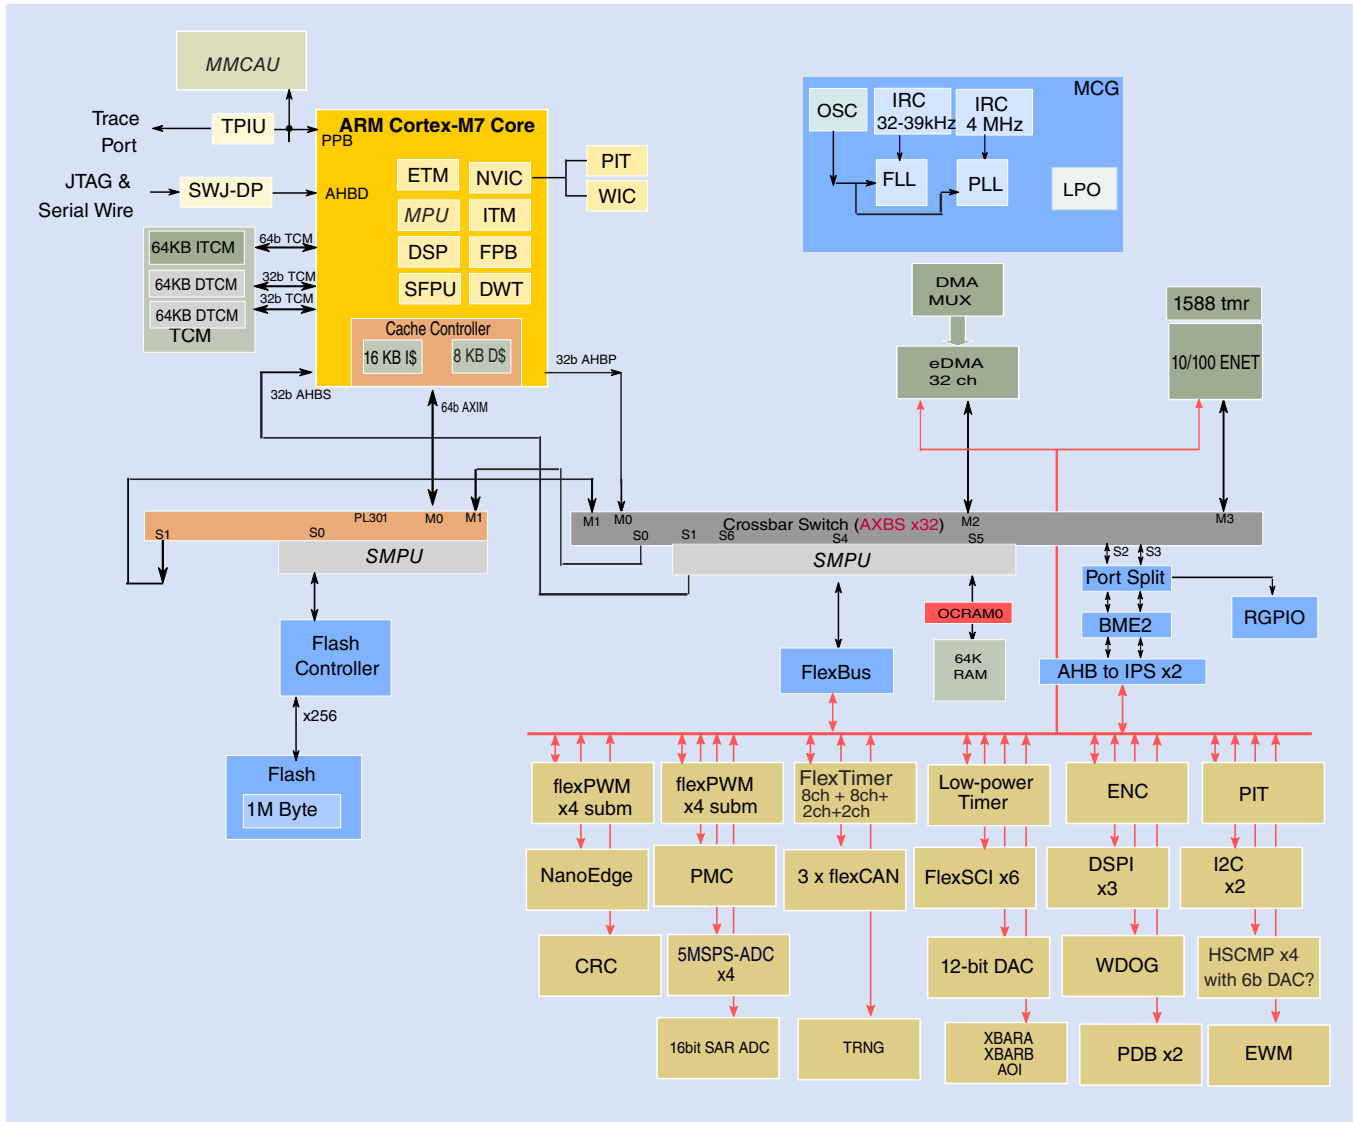 MMCAU
Trace
Port
TPIU
JTAG &
Serial Wire
SWJ-DP
PPB
ARM Cortex-M7 Core
AHBD
ETM
NVIC
MPU
ITM
DSP
FPB
SFPU
DWT
PIT
WIC
64KB ITCM
64KB DTCM
64KB DTCM
TCM
64b TCM
32b TCM
32b TCM
Cache Controller
16 KB I$
8 KB D$
32b AHBS
64b AXIM
32b AHBP
MCG
OSC
IRC
32-39kHz
IRC
4 MHz
FLL
PLL
LPO
DMA
MUX
eDMA
32 ch
1588 tmr
10/100 ENET
PL301
M0
M1
S1
S0
SMPU
M1
M0
Crossbar Switch (AXBS x32)
M2
M3
S0
S1
S6
S4
S5
S2
S3
SMPU
Flash
Controller
x256
Flash
1M Byte
FlexBus
OCRAM0
64K
RAM
Port Split
BME2
AHB to IPS x2
RGPIO
flexPWM
x4 subm
flexPWM
x4 subm
FlexTimer
8ch + 8ch+
2ch+2ch
Low-power
Timer
ENC
PIT
NanoEdge
PMC
3 x flexCAN
FlexSCI x6
DSPI
x3
I2C
x2
CRC
5MSPS-ADC
x4
12-bit DAC
WDOG
HSCMP x4
with 6b DAC?
16bit SAR ADC
TRNG
XBARA
XBARB
AOI
PDB x2
EWM